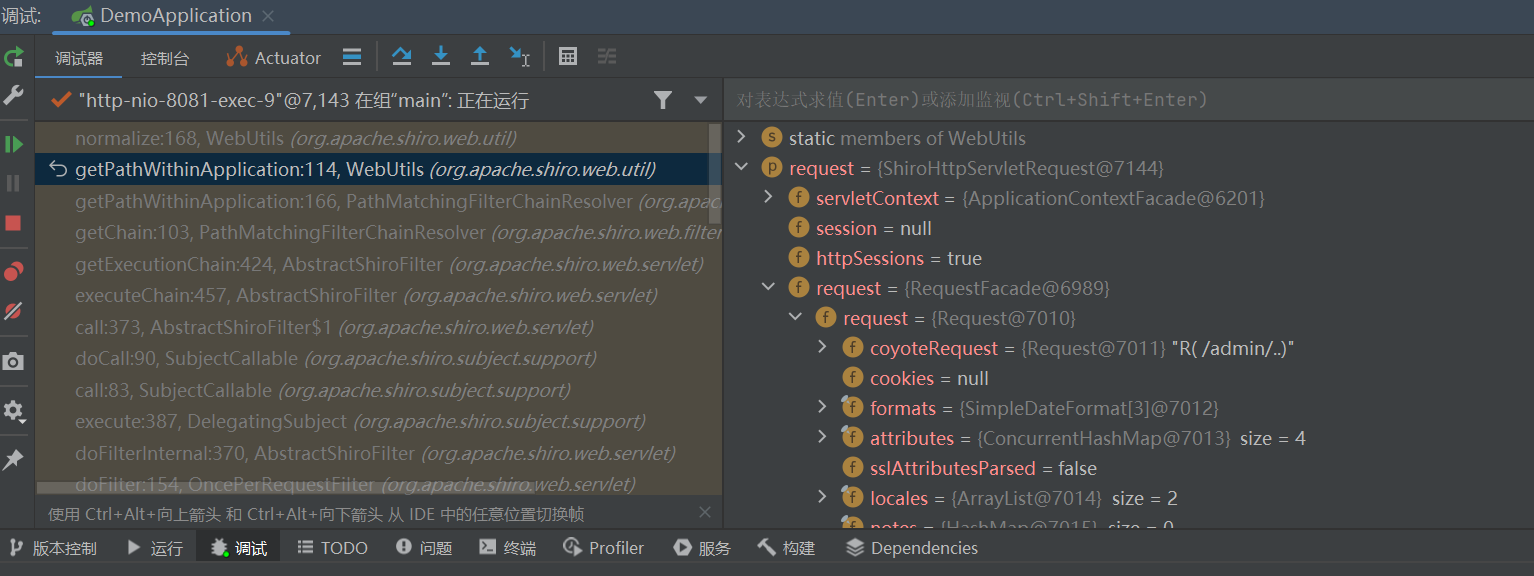 调试: DemoApplication ×
调试器 控制台 Actuator
"http-nio-8081-exec-9"@7,143 在组"main": 正在运行
normalize:168, WebUtils (org.apache.shiro.web.util)
getPathWithinApplication:114, WebUtils (org.apache.shiro.web.util)
getPathWithinApplication:166, PathMatchingFilterChainResolver (org.apac
getChain:103, PathMatchingFilterChainResolver (org.apache.shiro.web.filter
getExecutionChain:424, AbstractShiroFilter (org.apache.shiro.web.servlet)
executeChain:457, AbstractShiroFilter (org.apache.shiro.web.servlet)
call:373, AbstractShiroFilter$1 (org.apache.shiro.web.servlet)
doCall:90, SubjectCallable (org.apache.shiro.subject.support)
call:83, SubjectCallable (org.apache.shiro.subject.support)
execute:387, DelegatingSubject (org.apache.shiro.subject.support)
doFilterInternal:370, AbstractShiroFilter (org.apache.shiro.web.servlet)
doFilter:154, OncePerRequestFilter (org.apache.shiro.web.servlet)
使用 Ctrl+Alt+向上箭头 和 Ctrl+Alt+向下箭头 从 IDE 中的任意位置切换帧
对表达式求值(Enter)或添加监视(Ctrl+Shift+Enter)
s static members of WebUtils
p request = {ShiroHttpServletRequest@7144}
f servletContext = {ApplicationContextFacade@6201}
f session = null
f httpSessions = true
f request = {RequestFacade@6989}
f request = {Request@7010}
f coyoteRequest = {Request@7011} "R( /admin/..)"
f cookies = null
f formats = {SimpleDateFormat[3]@7012}
f attributes = {ConcurrentHashMap@7013} size = 4
f sslAttributesParsed = false
f locales = {ArrayList@7014} size = 2
f notes = {HashMap@7015} size = 0
版本控制 运行 调试 TODO 问题 终端 Profiler 服务 构建 Dependencies